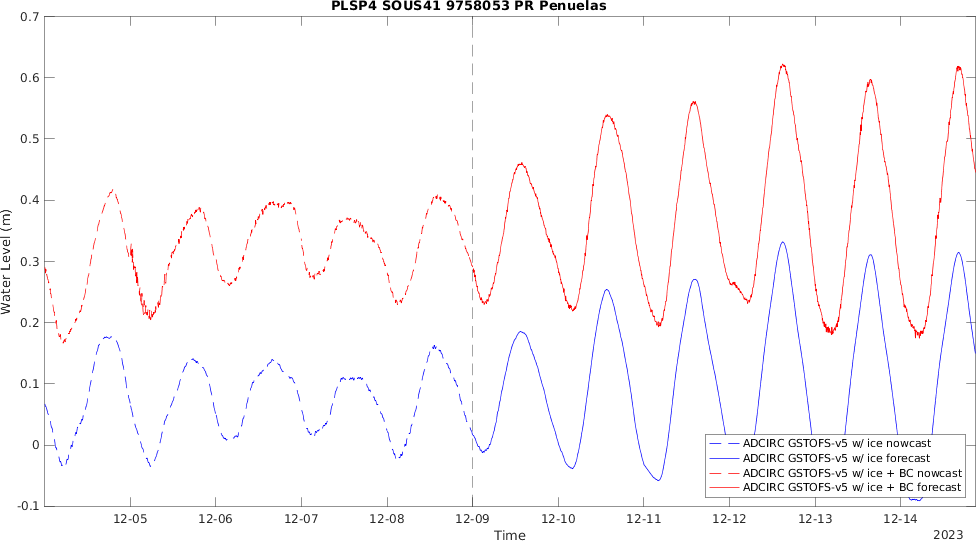 PLSP4 SOUS41 9758053 PR Penuelas
Water Level (m)
0.7
0.6
0.5
0.4
0.3
0.2
0.1
0
-0.1
ADCIRC GSTOFS-v5 w/ ice nowcast
ADCIRC GSTOFS-v5 w/ ice forecast
ADCIRC GSTOFS-v5 w/ ice + BC nowcast
ADCIRC GSTOFS-v5 w/ ice + BC forecast
12-05 12-06 12-07 12-08 12-09 12-10 12-11 12-12 12-13 12-14
Time
2023